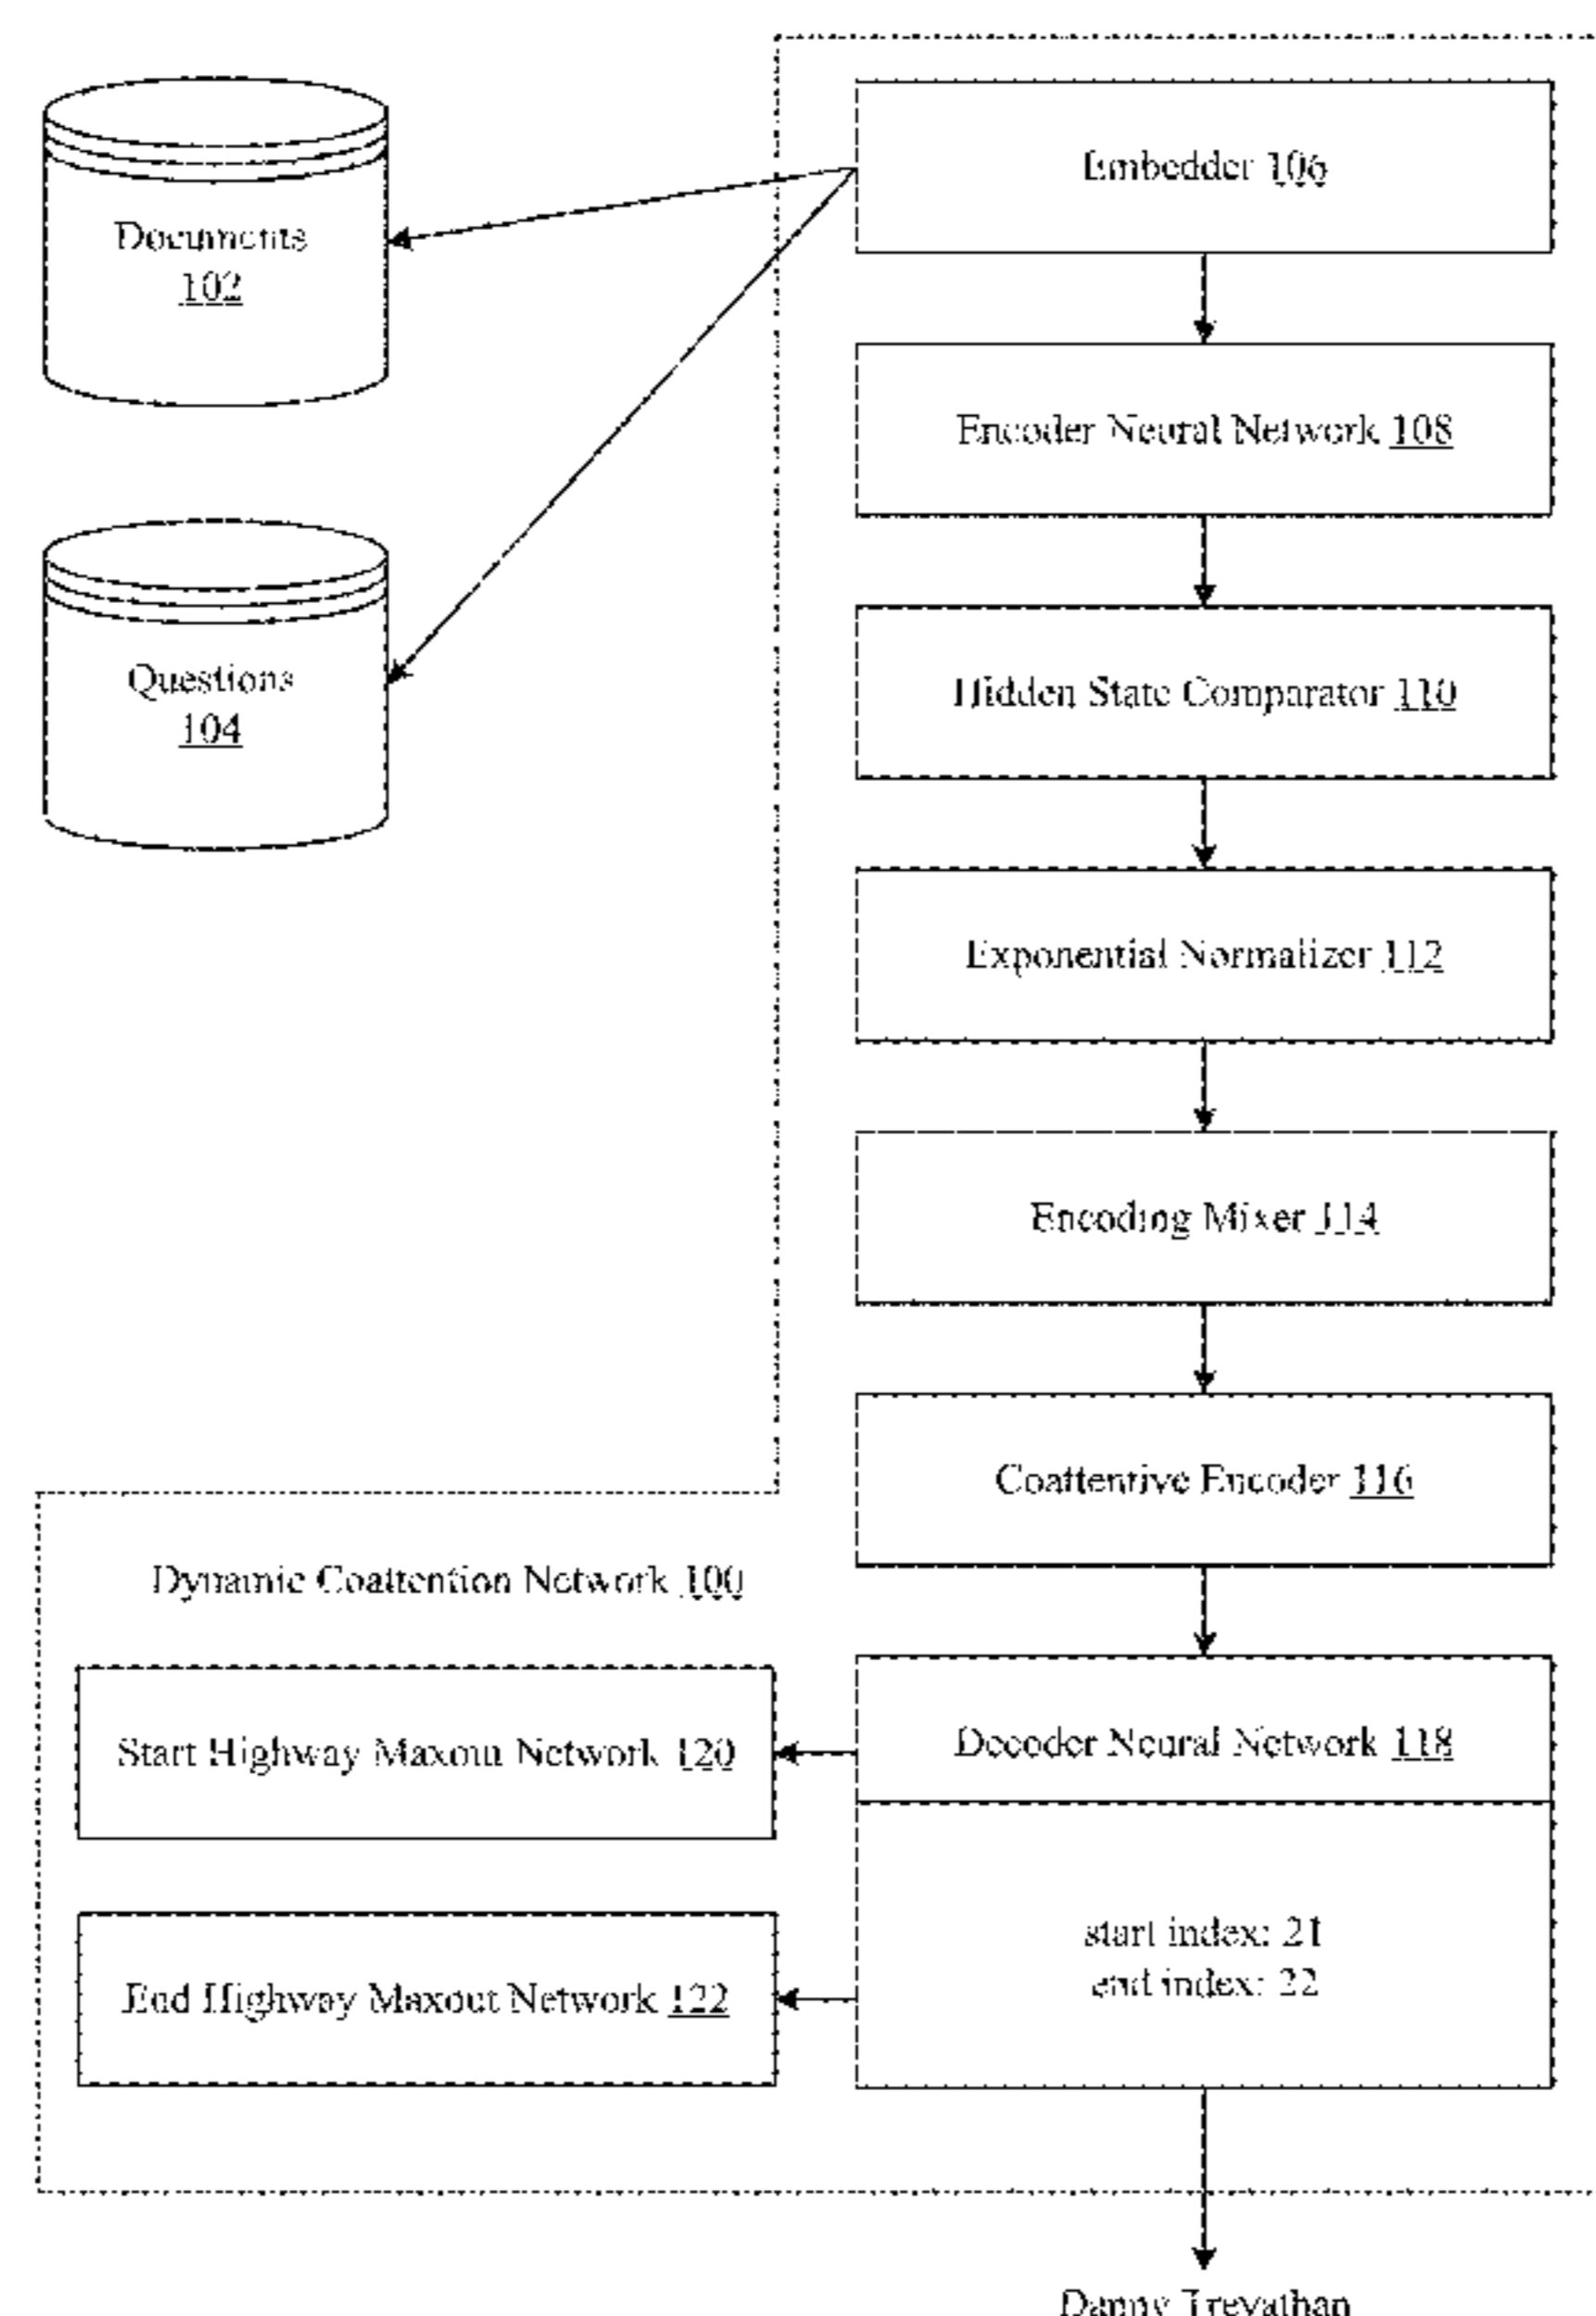 Documents
102
Questions
104
Embedder 106
Encoder Neural Network 108
Hidden State Comparator 110
Exponential Normalizer 112
Encoding Mixer 114
Coattentive Encoder 116
Dynamic Coattention Network 100
Start Highway Maxout Network 120
Decoder Neural Network 118
End Highway Maxout Network 122
start index: 21
end index: 22
Danny Trevathan